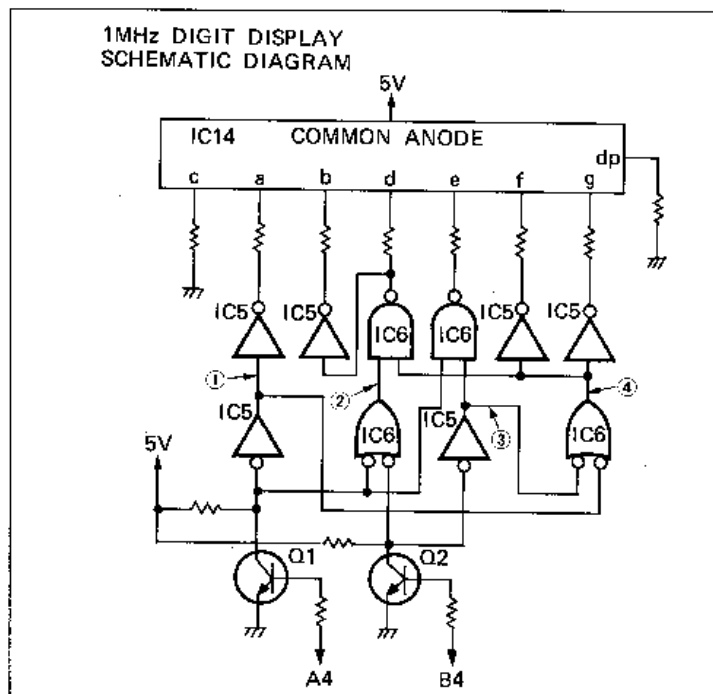 1MHz DIGIT DISPLAY
SCHEMATIC DIAGRAM
5V
IC14 COMMON ANODE
dp
c a b d e f g
IC5 IC5 IC6 IC6 IC5 IC5
① ② ④
IC5 IC6 IC5 ③ IC6
5V
Q1 Q2
A4 B4